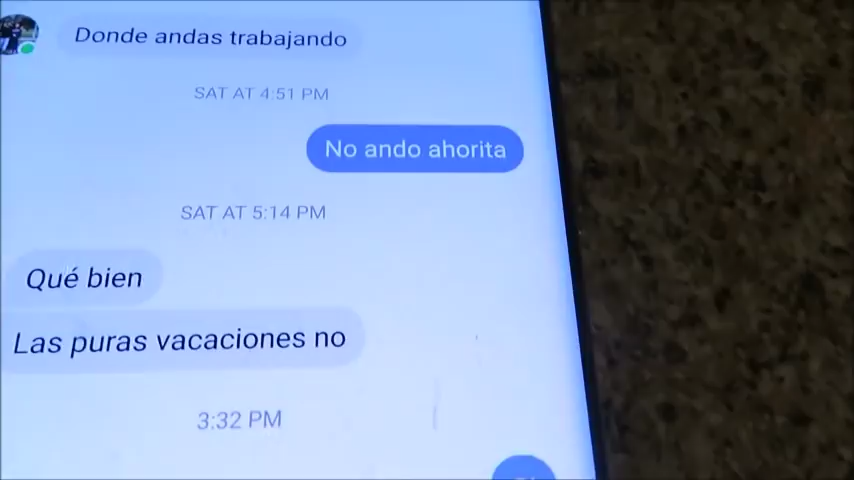 Donde andas trabajando
SAT AT 4:51 PM
No ando ahorita
SAT AT 5:14 PM
Qué bien
Las puras vacaciones no
3:32 PM